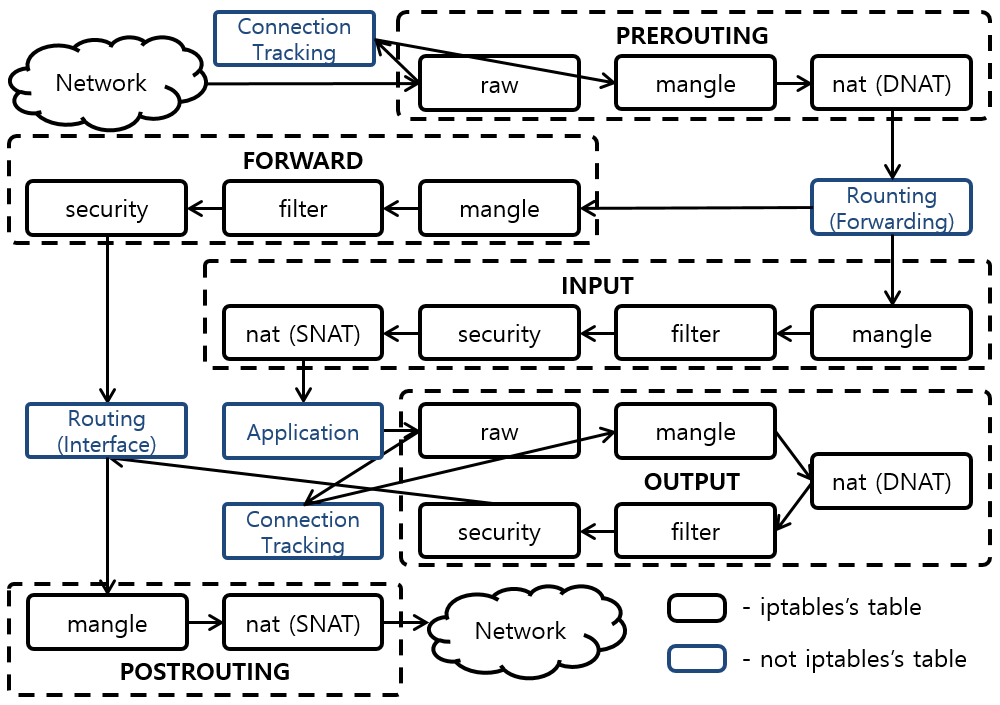 Connection
Tracking
PREROUTING
Network
raw
mangle
nat (DNAT)
FORWARD
security
filter
mangle
Rounting
(Forwarding)
INPUT
nat (SNAT)
security
filter
mangle
Routing
(Interface)
Application
raw
mangle
OUTPUT
nat (DNAT)
Connection
Tracking
security
filter
mangle
nat (SNAT)
Network
POSTROUTING
- iptables's table
- not iptables's table